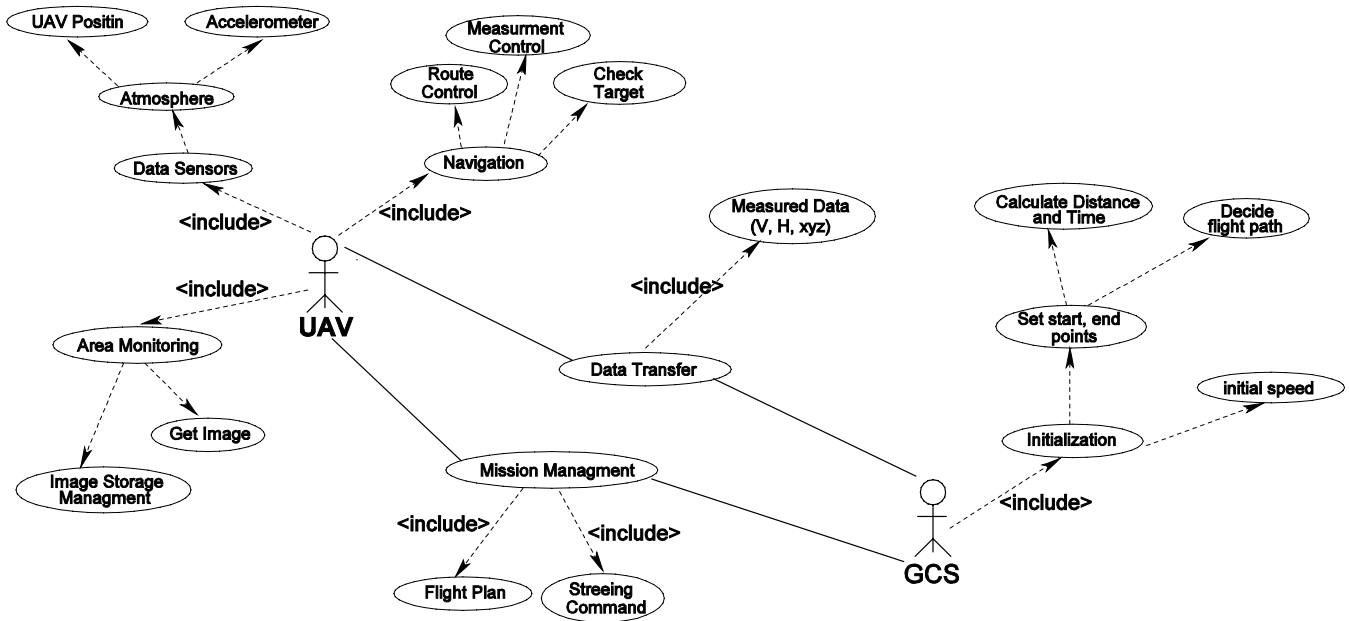 UAV Positin
Accelerometer
Atmosphere
Data Sensors
<include>
Measurment
Control
Route
Control
Check
Target
Navigation
<include>
Measured Data
(V, H, xyz)
<include>
Data Transfer
Calculate Distance
and Time
Decide
flight path
Set start, end
points
initial speed
Initialization
<include>
<include>
UAV
Area Monitoring
Get Image
Image Storage
Managment
Mission Managment
<include>
<include>
Flight Plan
Streeing
Command
GCS